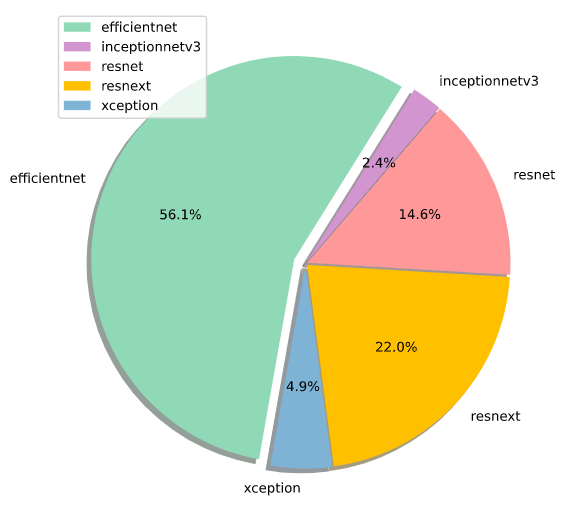 efficientnet
inceptionnetv3
resnet
resnext
xception
inceptionnetv3
2.4%
resnet
efficientnet
56.1%
14.6%
22.0%
4.9%
resnext
xception